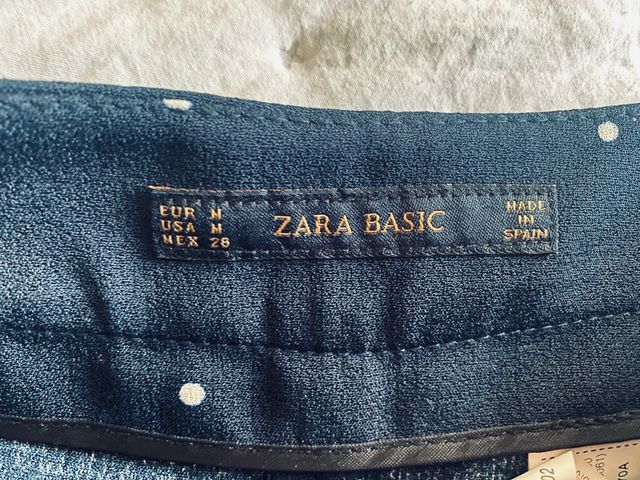 EUR M
USA M
MEX 28
ZARA BASIC
MADE
IN
SPAIN